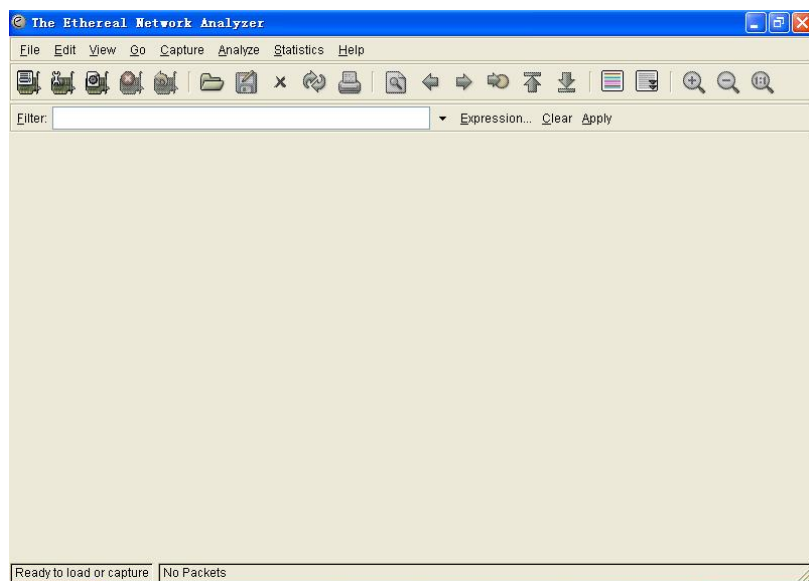 The Ethereal Network Analyzer
File Edit View Go Capture Analyze Statistics Help
Filter: Expression... Clear Apply
Ready to load or capture No Packets